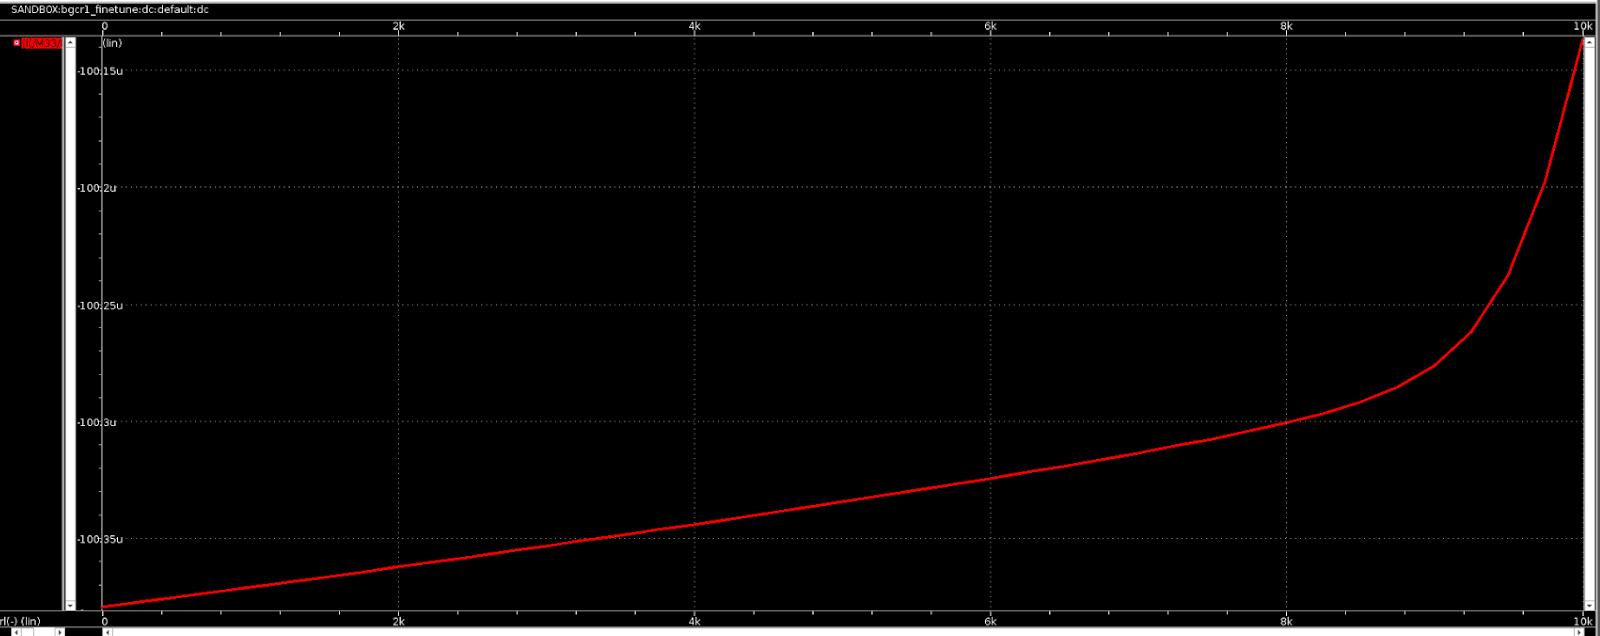 SANDBOX:bgcr1_finetune:dc:default:dc
0 2k 4k 6k 8k 10k
(lin)
-100.15u
-100.2u
-100.25u
-100.3u
-100.35u
0 2k 4k 6k 8k 10k
(-) (lin)